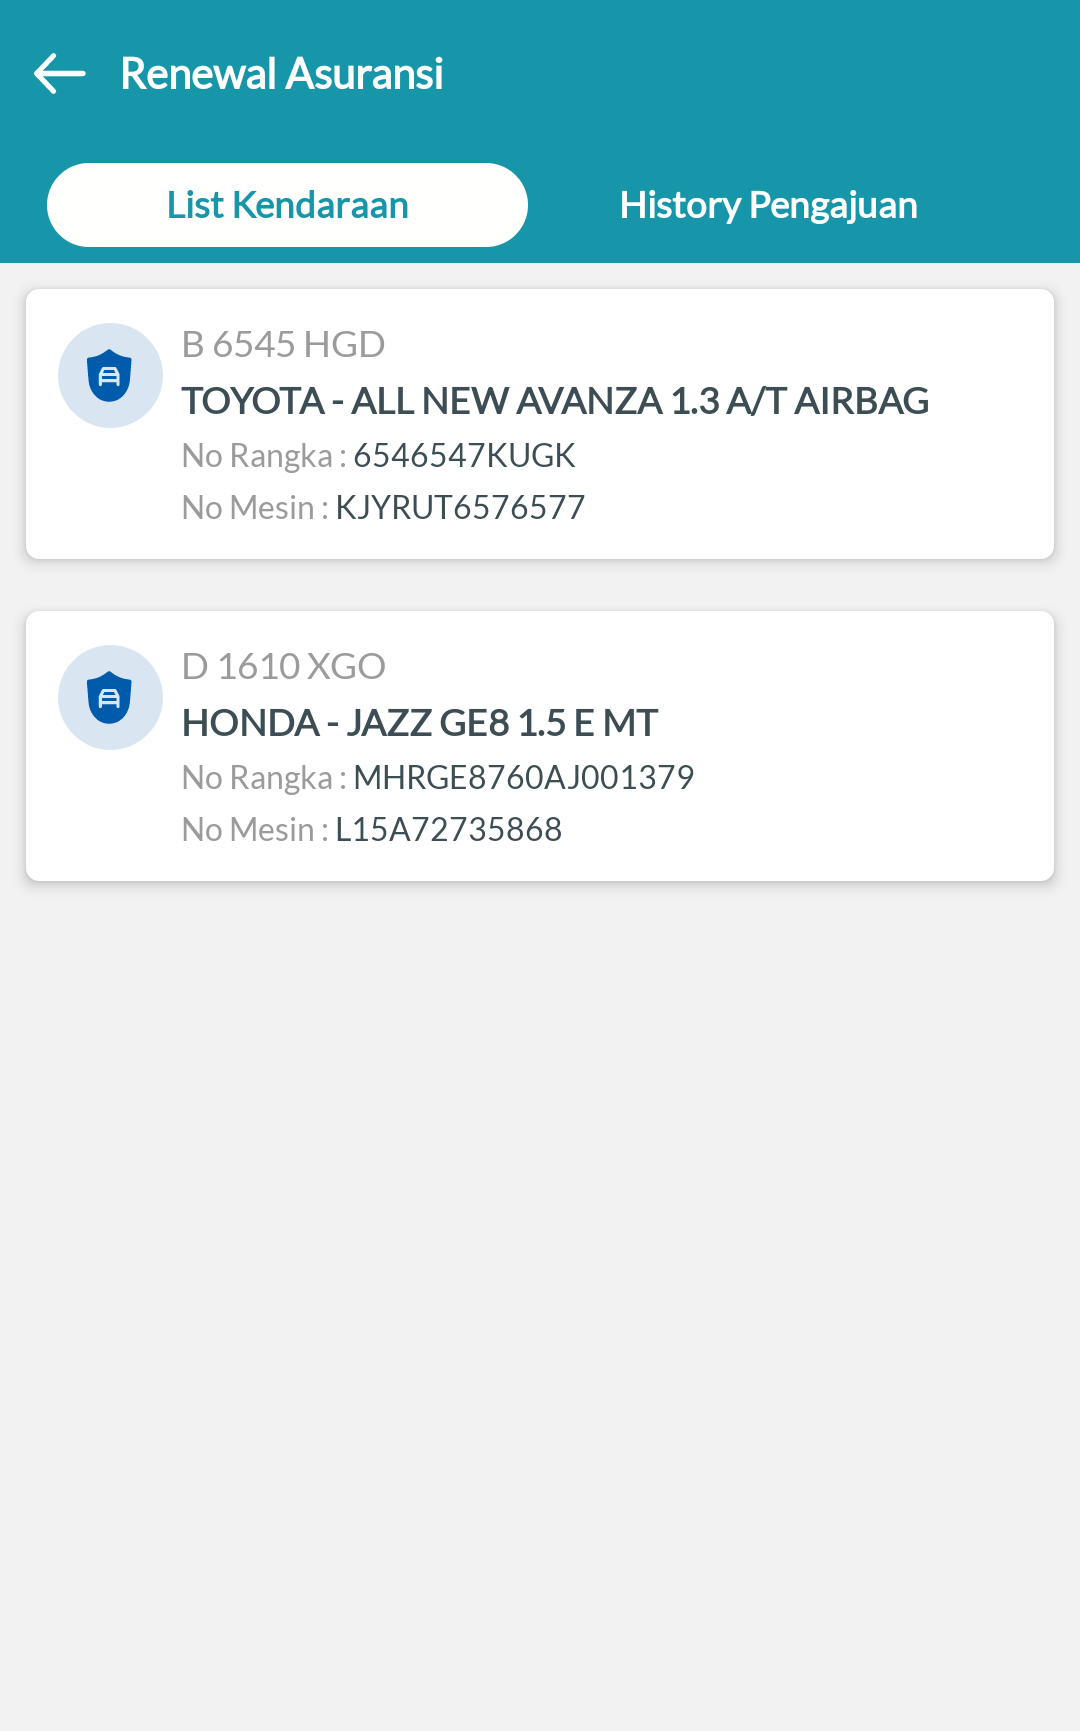 Renewal Asuransi
List Kendaraan
History Pengajuan
B 6545 HGD
TOYOTA - ALL NEW AVANZA 1.3 A/T AIRBAG
No Rangka : 6546547KUGK
No Mesin : KJYRUT6576577
D 1610 XGO
HONDA - JAZZ GE8 1.5 E MT
No Rangka : MHRGE8760AJ001379
No Mesin : L15A72735868